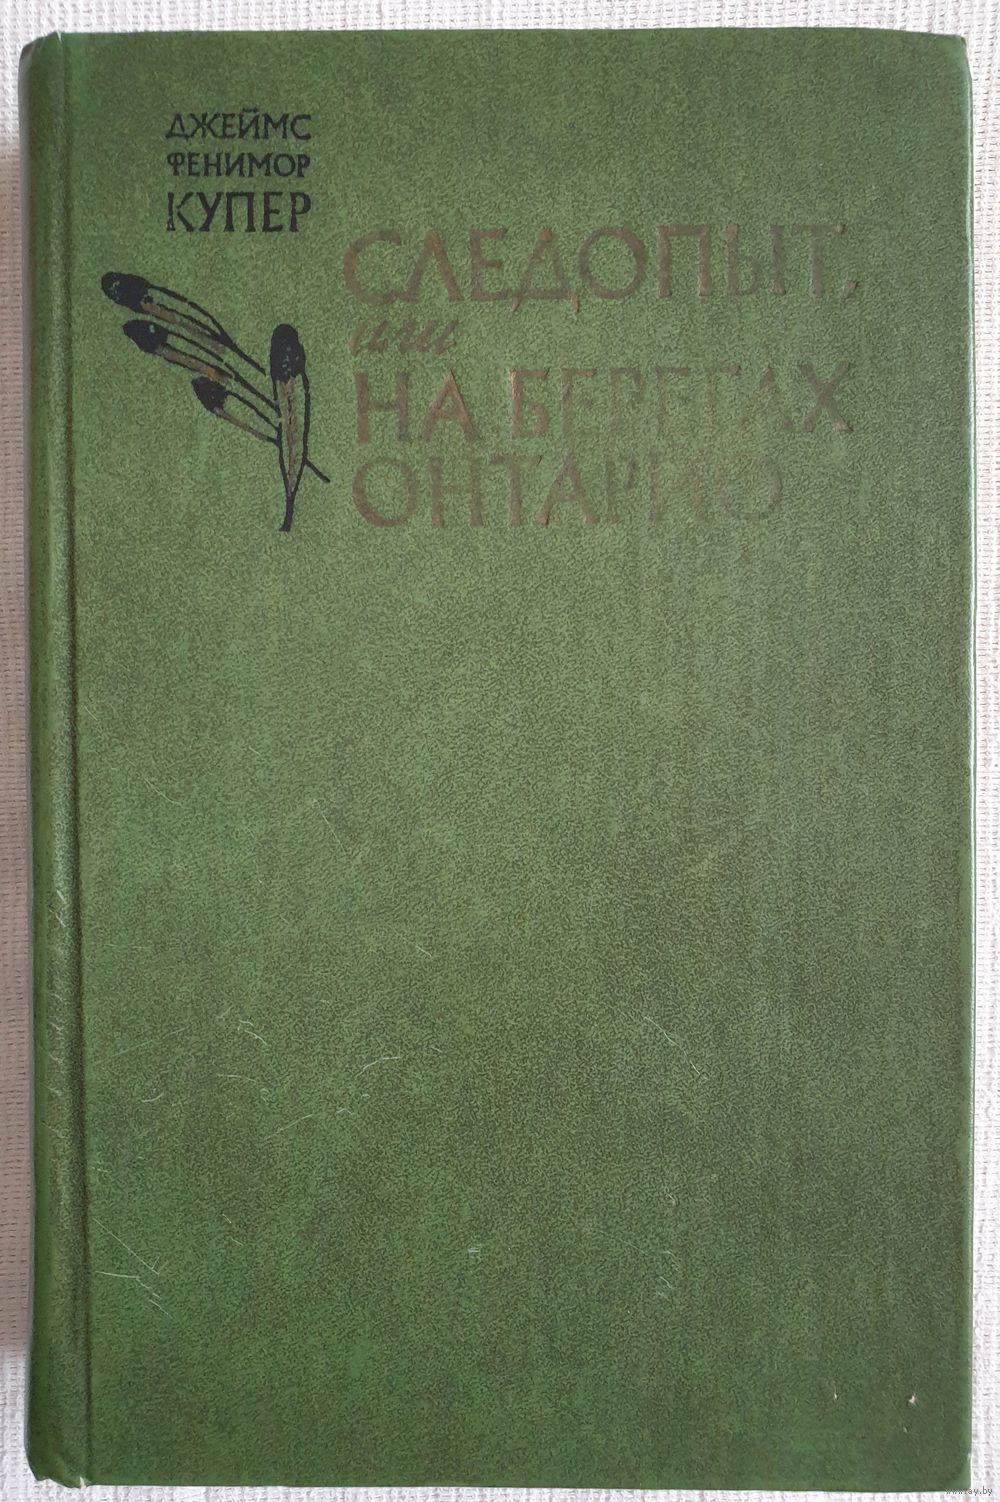 ДЖЕЙМС
ФЕНИМОР
КУПЕР
СЛЕДОПЫТ,
или
НА БЕРЕГАХ
ОНТАРИО